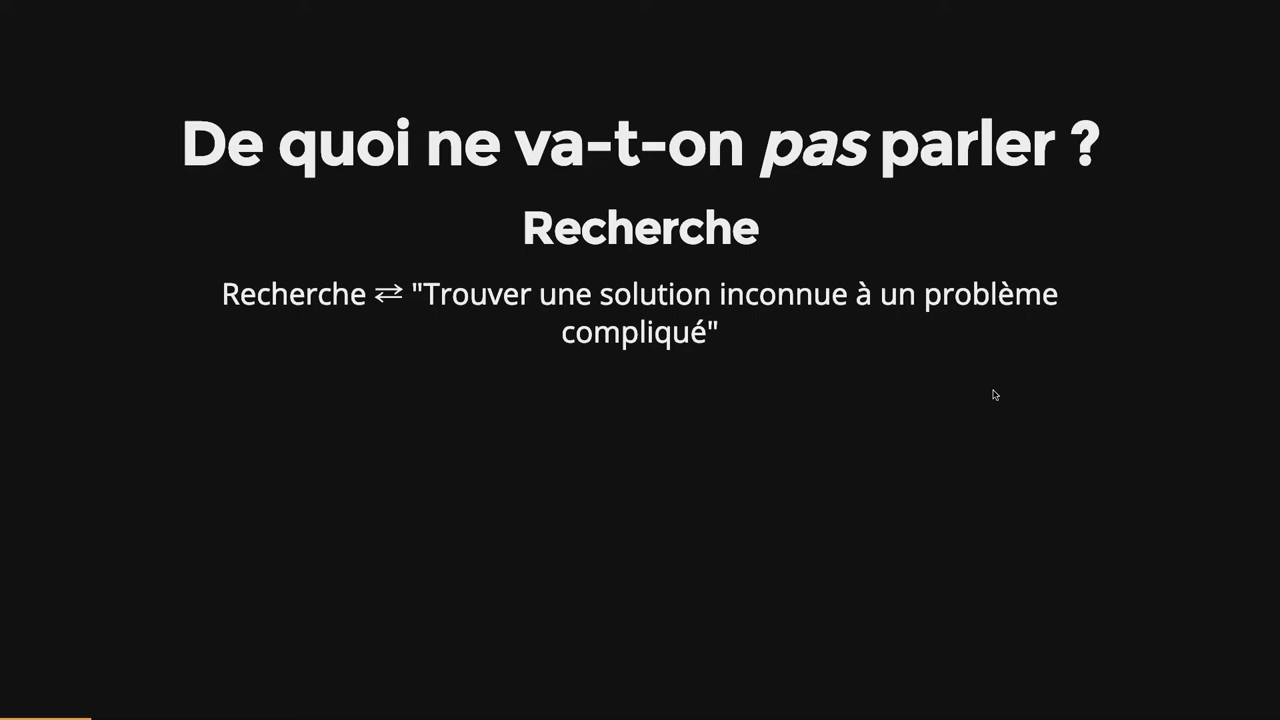 De quoi ne va-t-on pas parler ?
Recherche
Recherche ⇄ "Trouver une solution inconnue à un problème
compliqué"